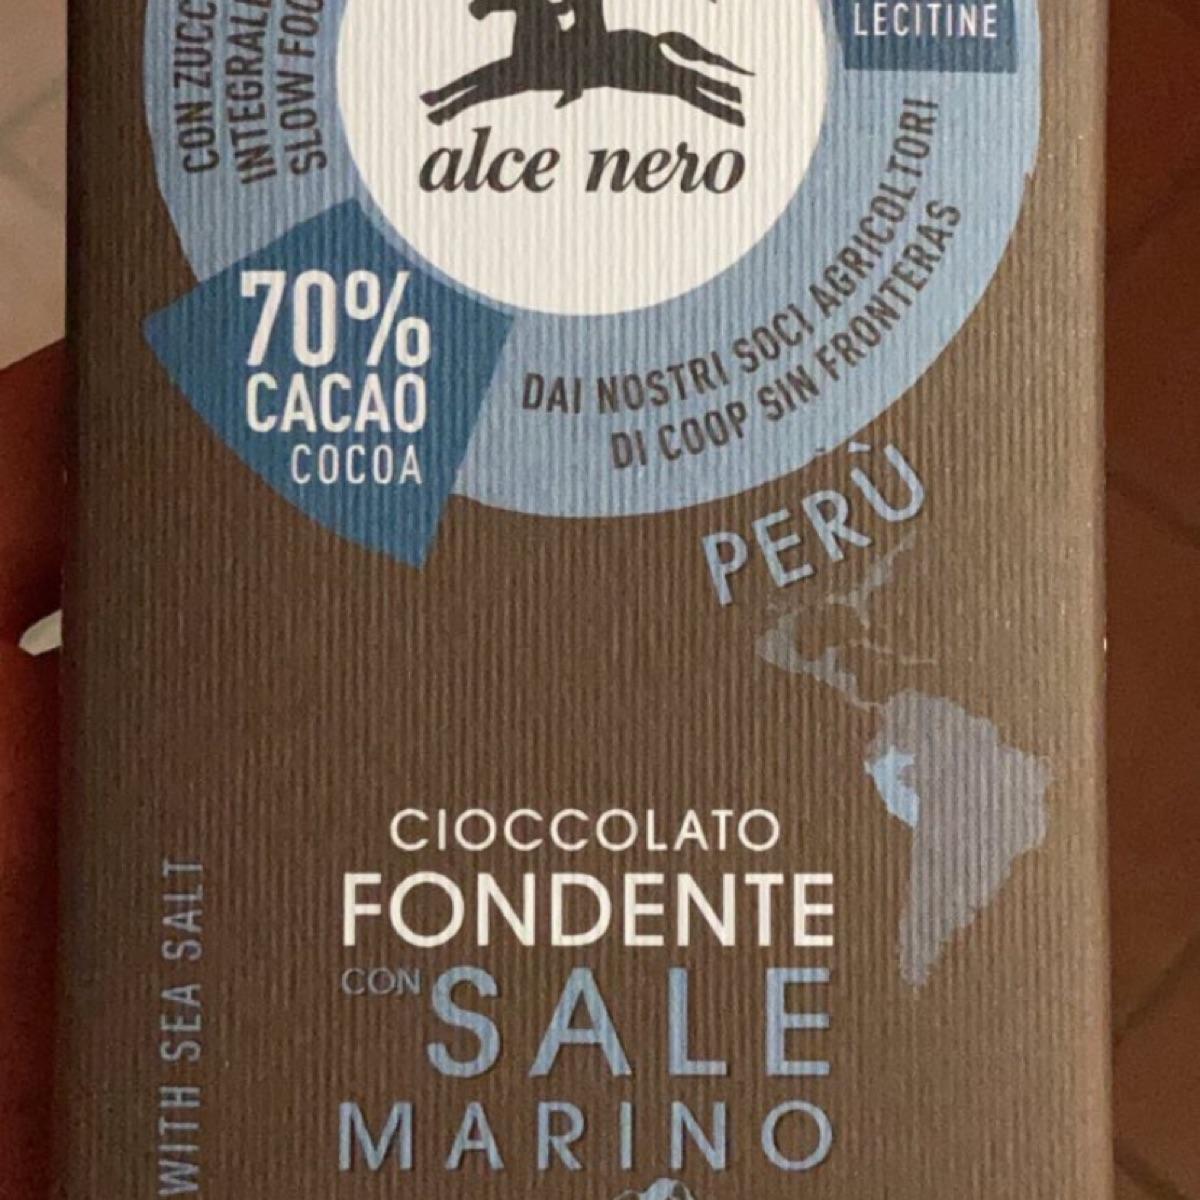 LECITINE
CON ZUCC
INTEGRALE
SLOW FOO
alce nero
70%
CACAO
COCOA
DAI NOSTRI SOCI AGRICOLTORI
DI COOP SIN FRONTERAS
PERÙ
CIOCCOLATO
FONDENTE
CON SALE
MARINO
WITH SEA SALT